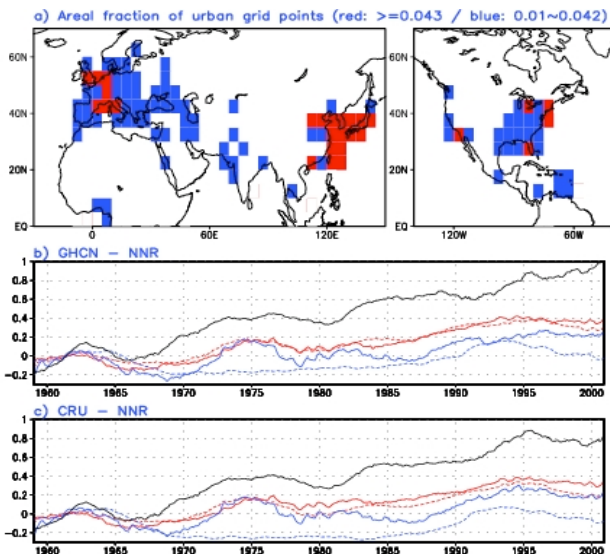 a) Areal fraction of urban grid points (red: >=0.043 / blue: 0.01~0.042)
60N
40N
20N
EQ
0
60E
120E
60N
40N
20N
EQ
120W
60W
b) GHCN – NNR
1
0.8
0.6
0.4
0.2
0
−0.2
1960 1965 1970 1975 1980 1985 1990 1995 2000
c) CRU – NNR
1
0.8
0.6
0.4
0.2
0
−0.2
1960 1965 1970 1975 1980 1985 1990 1995 2000